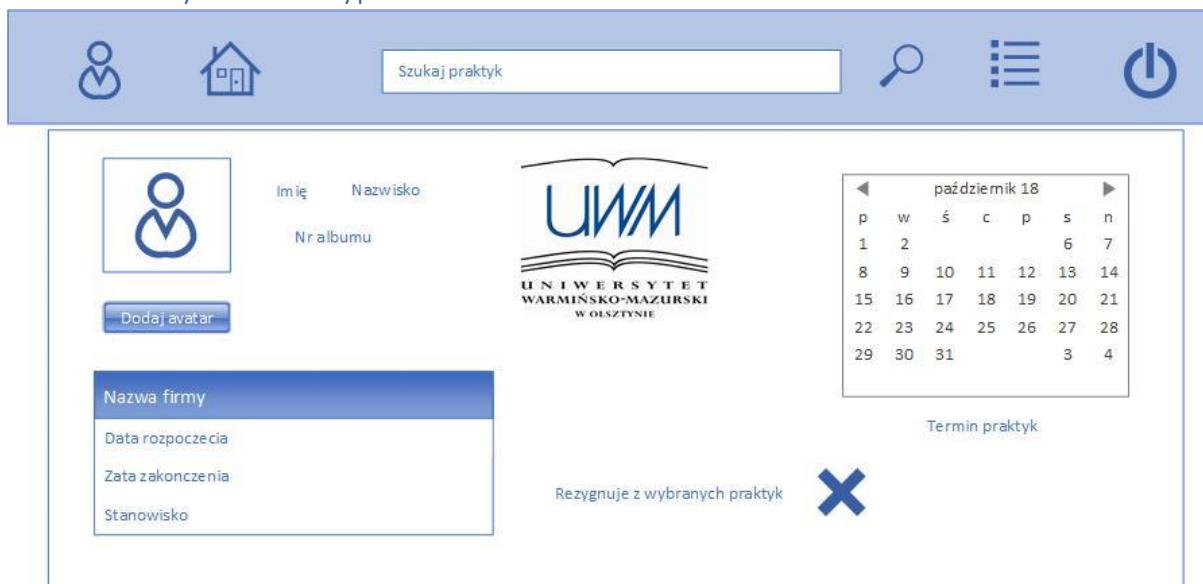 Szukaj praktyk
Imię Nazwisko
Nr albumu
Dodaj avatar
UWM
UNIWERSYTET
WARMIŃSKO-MAZURSKI
W OLSZTYNIE
październik 18
p w ś c p s n
1 2 6 7
8 9 10 11 12 13 14
15 16 17 18 19 20 21
22 23 24 25 26 27 28
29 30 31 3 4
Termin praktyk
Nazwa firmy
Data rozpoczecia
Zata zakonczenia
Stanowisko
Rezygnuje z wybranych praktyk